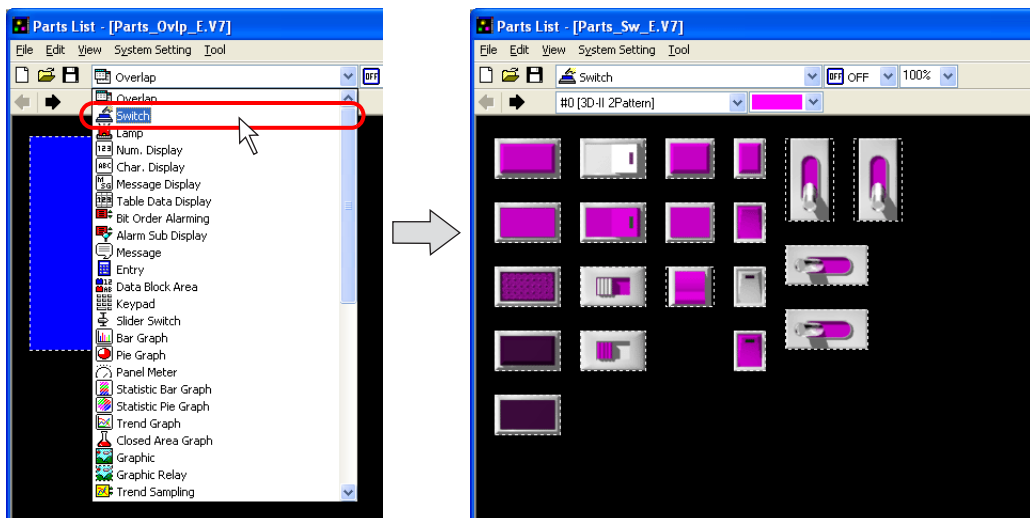 Parts List - [Parts_Ovlp_E.V7]
File Edit View System Setting Tool
Overlap
OFF
Overlap
Switch
Lamp
Num. Display
Char. Display
Message Display
Table Data Display
Bit Order Alarming
Alarm Sub Display
Message
Entry
Data Block Area
Keypad
Slider Switch
Bar Graph
Pie Graph
Panel Meter
Statistic Bar Graph
Statistic Pie Graph
Trend Graph
Closed Area Graph
Graphic
Graphic Relay
Trend Sampling
Parts List - [Parts_Sw_E.V7]
File Edit View System Setting Tool
Switch
OFF OFF 100%
#0 [3D-II 2Pattern]